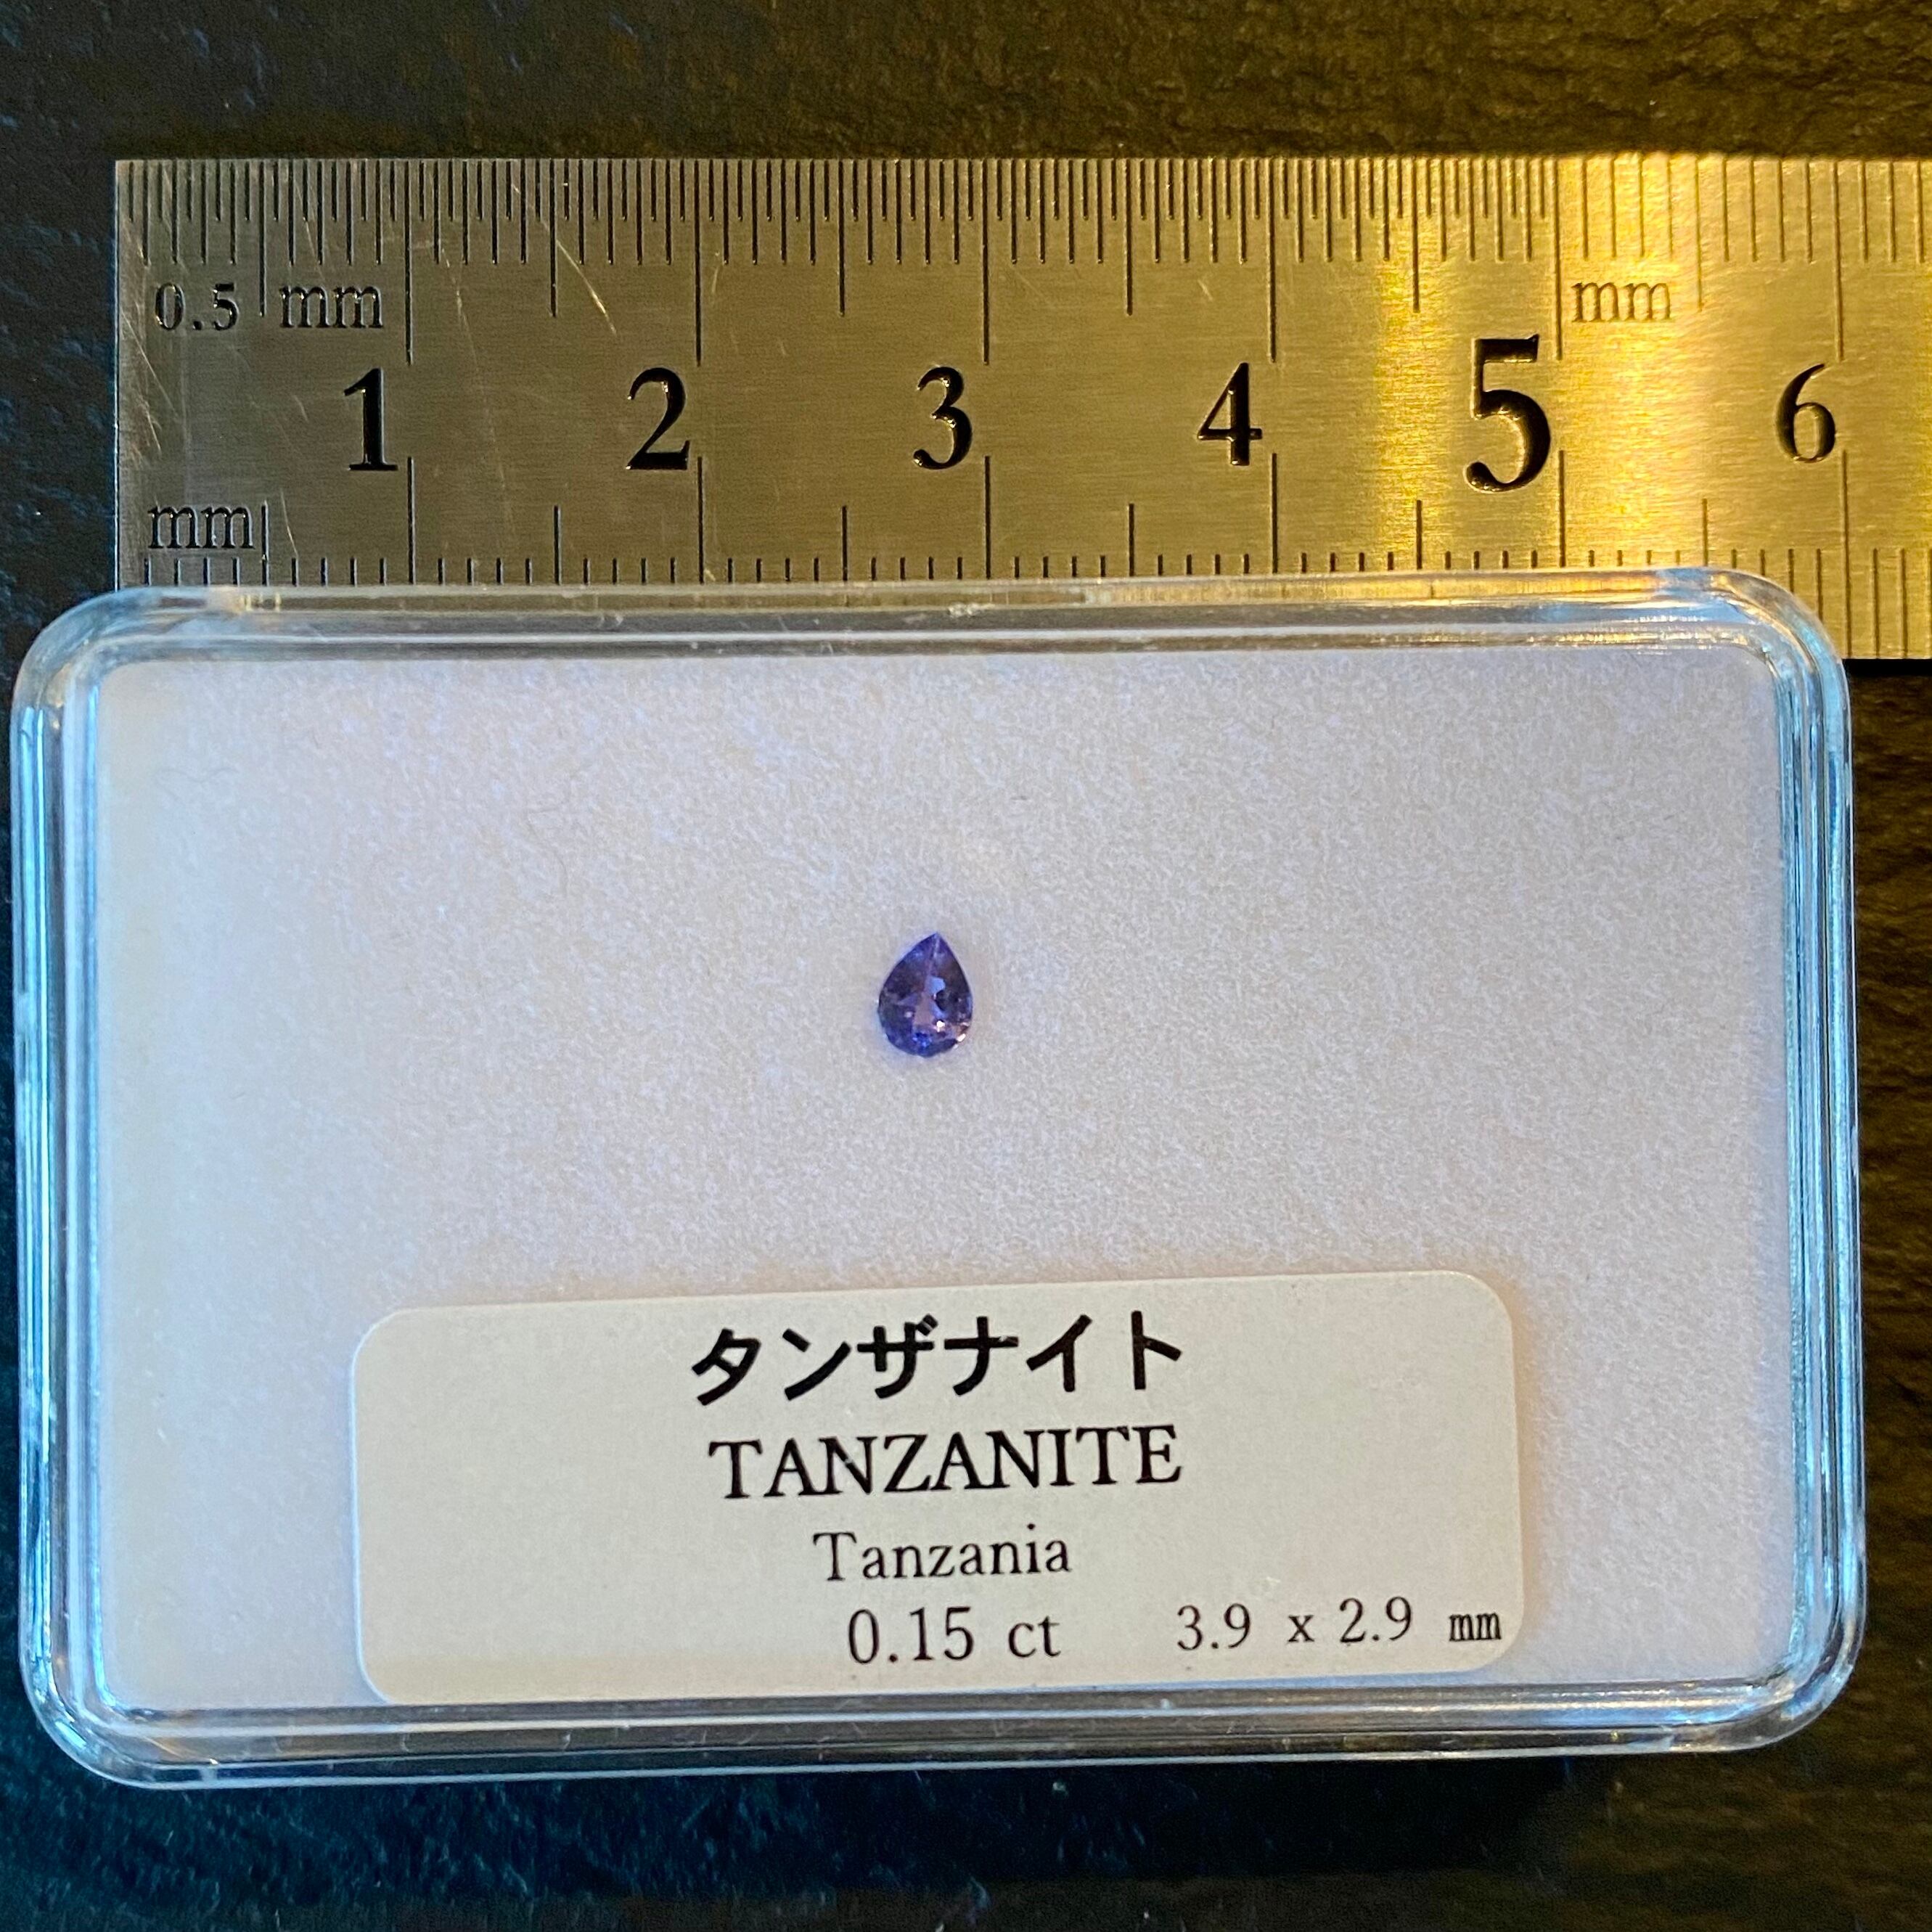 0.5 mm mm
1 2 3 4 5 6
mm
タンザナイト
TANZANITE
Tanzania
0.15 ct 3.9 x 2.9 mm